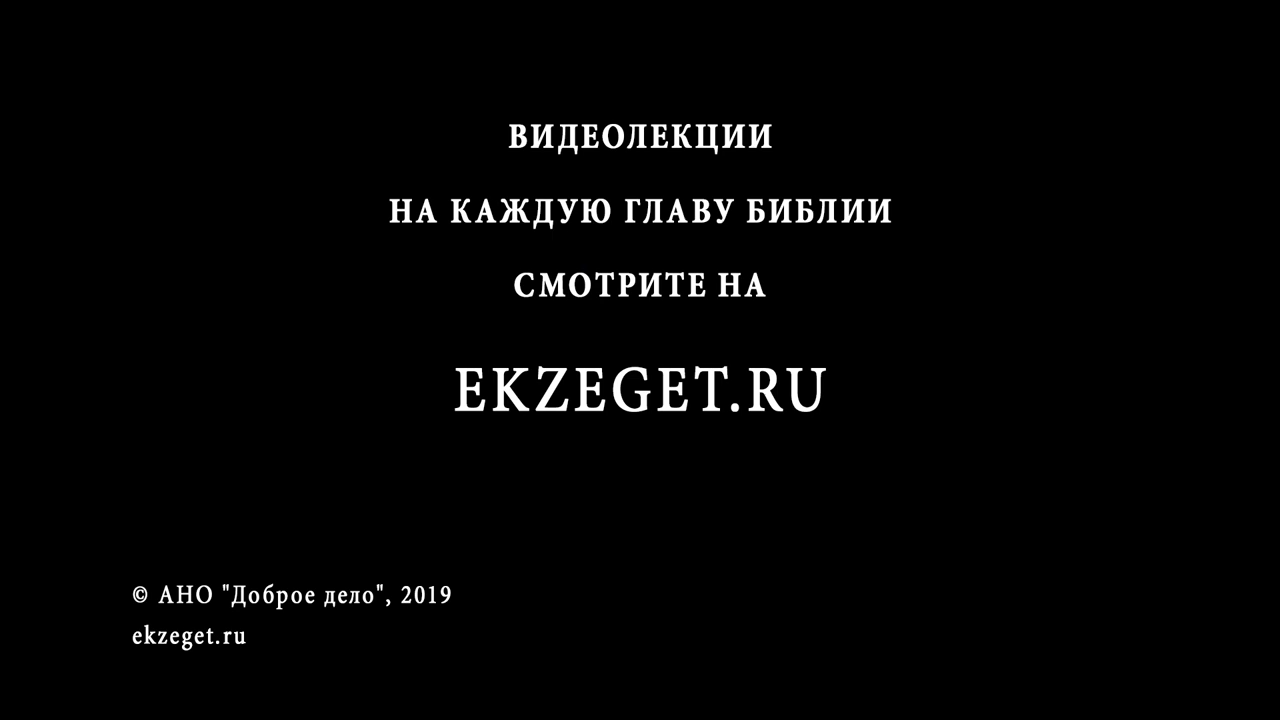 ВИДЕОЛЕКЦИИ
НА КАЖДУЮ ГЛАВУ БИБЛИИ
СМОТРИТЕ НА
EKZEGET.RU
© АНО "Доброе дело", 2019
ekzeget.ru